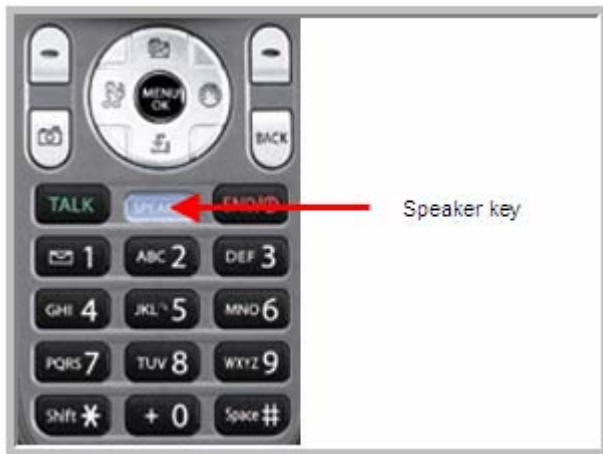 MENU
OK
BACK
TALK
END/
Speaker key
1 ABC 2 DEF 3
GHI 4 JKL 5 MNO 6
PQRS 7 TUV 8 WXYZ 9
Shift * + 0 Space #